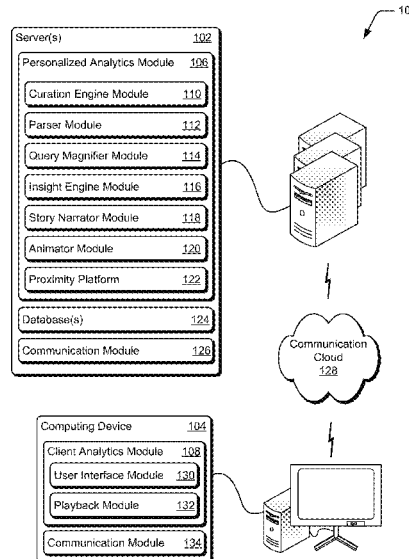 10
Server(s) 102
Personalized Analytics Module 106
Curation Engine Module 110
Parser Module 112
Query Magnifier Module 114
Insight Engine Module 116
Story Narrator Module 118
Animator Module 120
Proximity Platform 122
Database(s) 124
Communication Module 126
Communication
Cloud
128
Computing Device 104
Client Analytics Module 108
User Interface Module 130
Playback Module 132
Communication Module 134